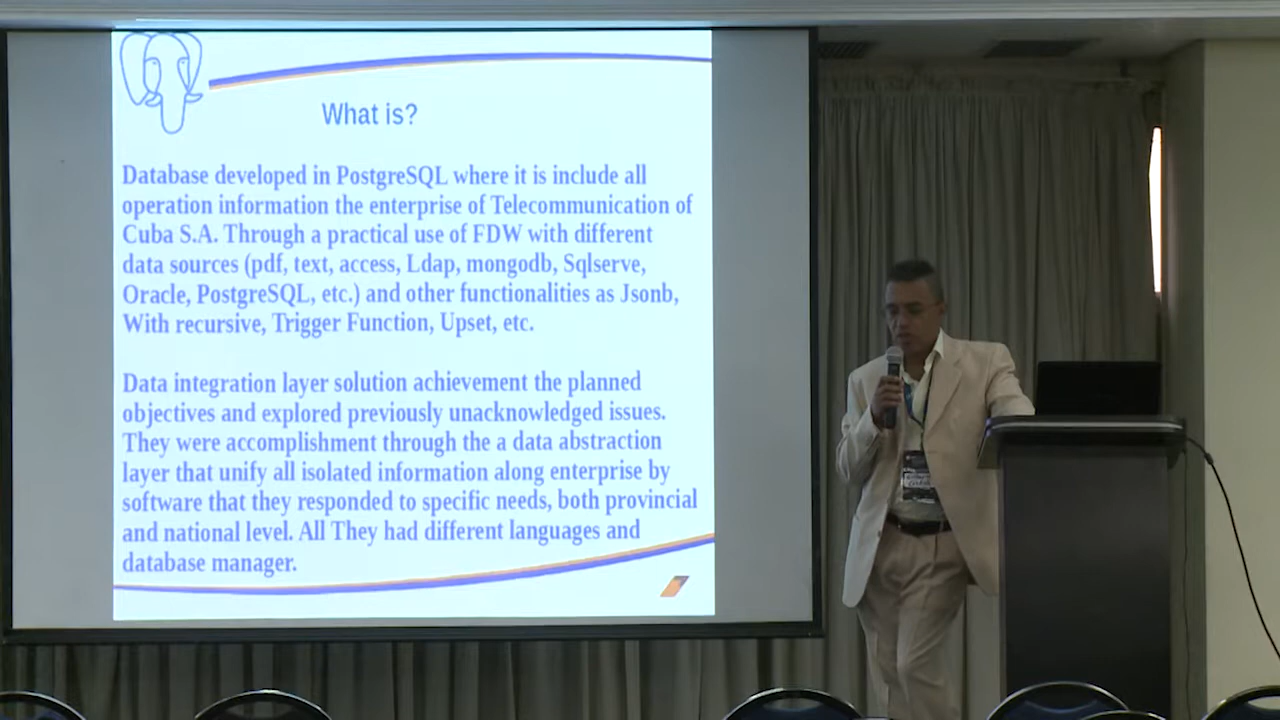 What is?
Database developed in PostgreSQL where it is include all
operation information the enterprise of Telecommunication of
Cuba S.A. Through a practical use of FDW with different
data sources (pdf, text, access, Ldap, mongodb, Sqlserve,
Oracle, PostgreSQL, etc.) and other functionalities as Jsonb,
With recursive, Trigger Function, Upset, etc.
Data integration layer solution achievement the planned
objectives and explored previously unacknowledged issues.
They were accomplishment through the a data abstraction
layer that unify all isolated information along enterprise by
software that they responded to specific needs, both provincial
and national level. All They had different languages and
database manager.